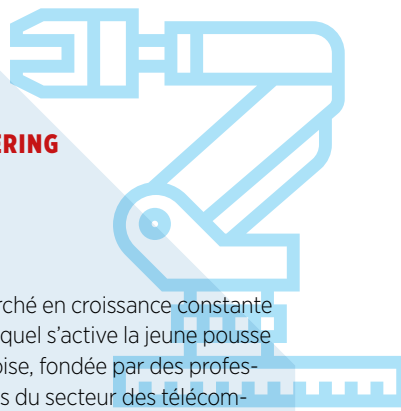 ERING
rché en croissance constante
quel s'active la jeune pousse
oise, fondée par des profes-
s du secteur des télécom-